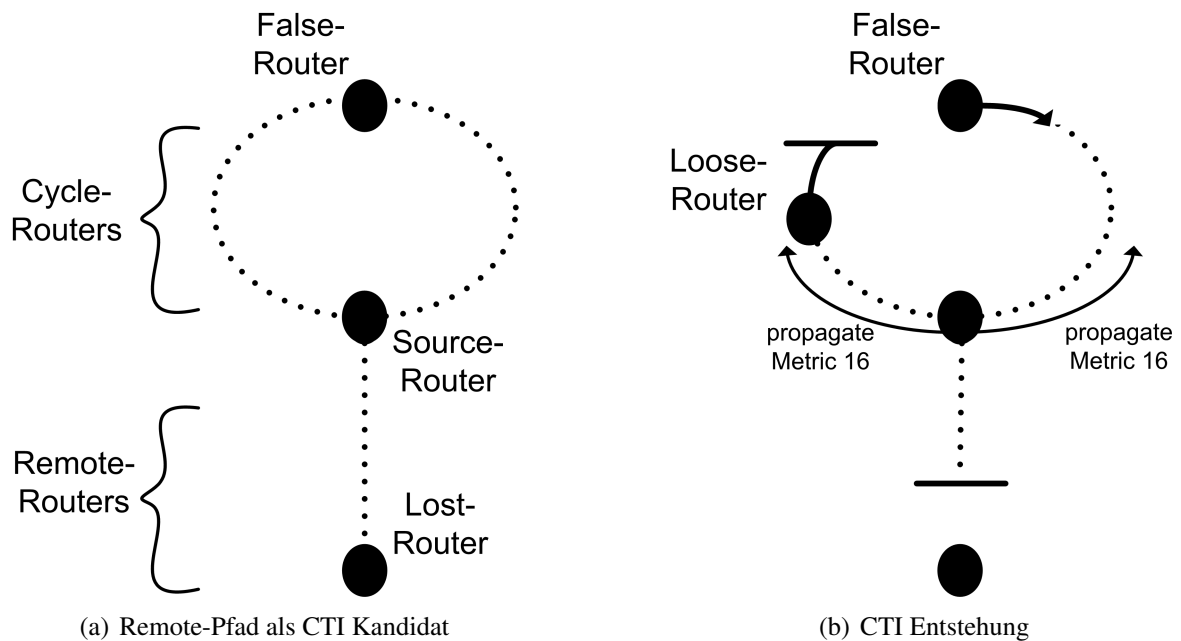 False-
Router
Cycle-
Routers
Source-
Router
Remote-
Routers
Lost-
Router
(a) Remote-Pfad als CTI Kandidat
False-
Router
Loose-
Router
propagate
Metric 16
propagate
Metric 16
(b) CTI Entstehung